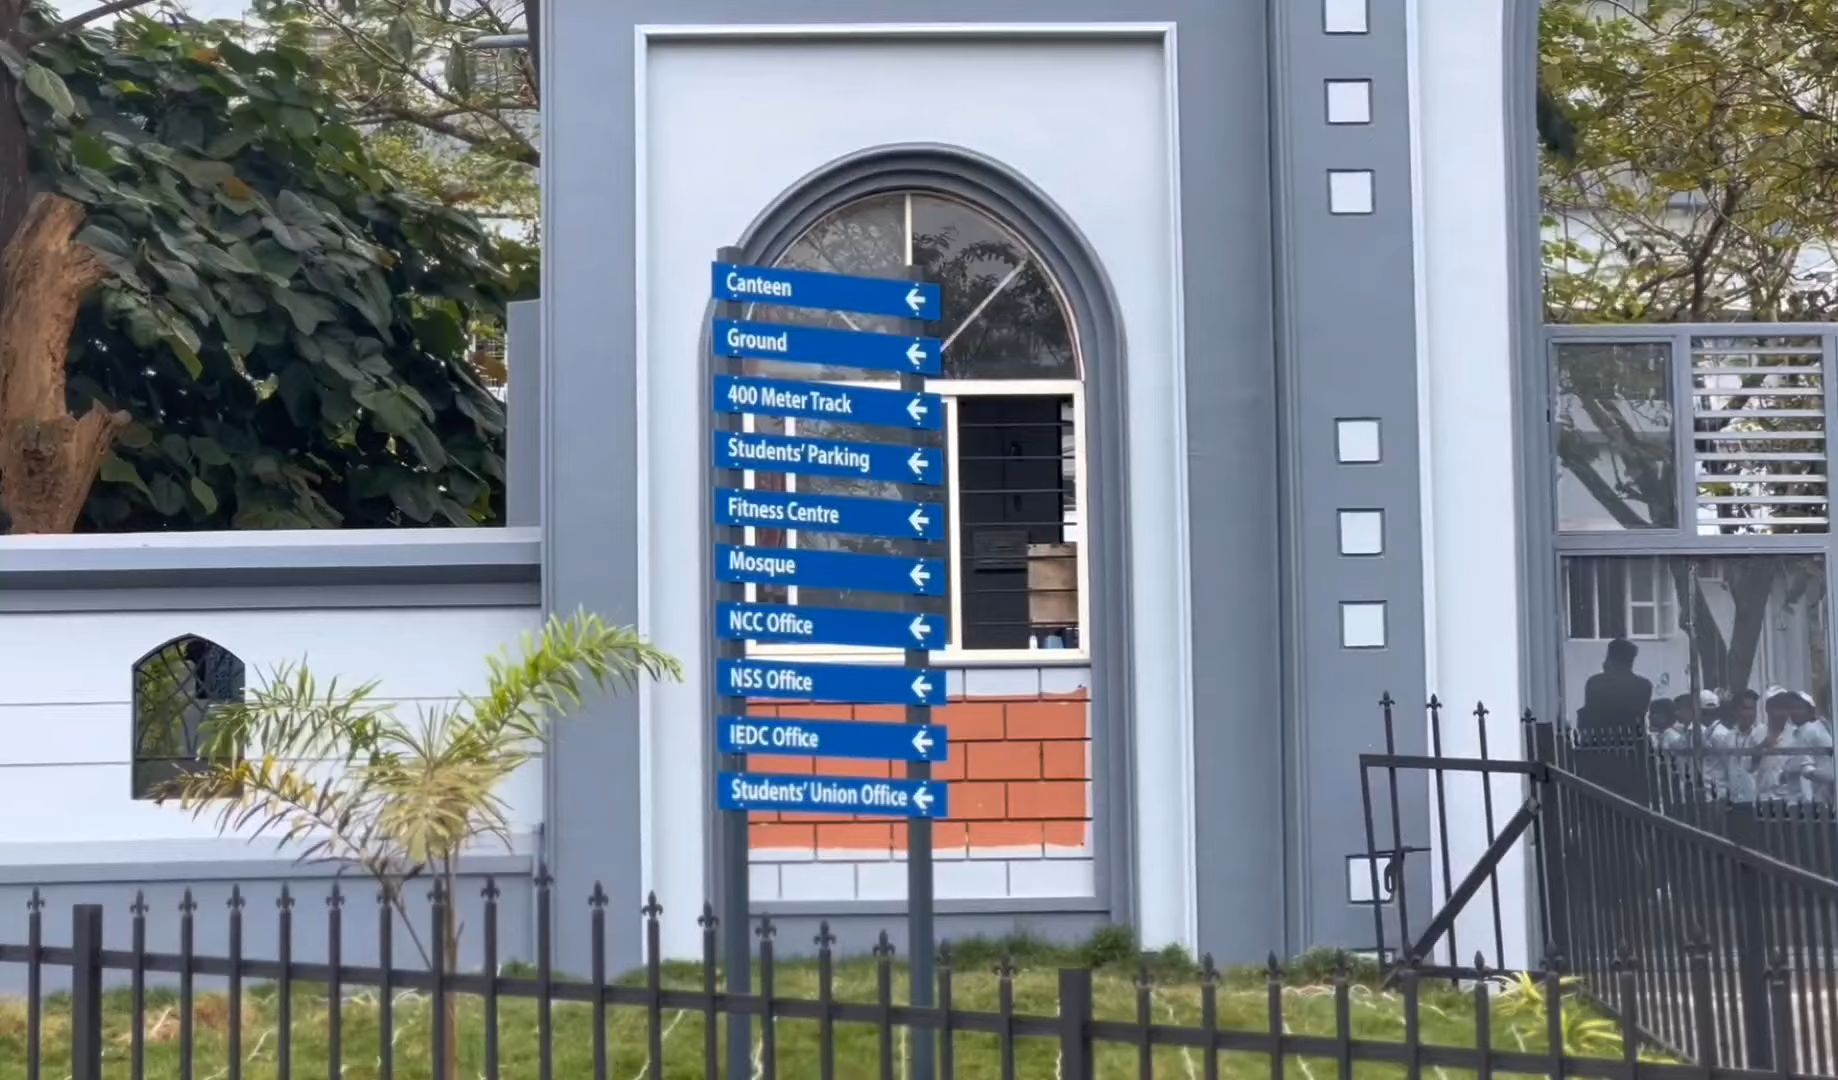 Canteen
Ground
400 Meter Track
Students' Parking
Fitness Centre
Mosque
NCC Office
NSS Office
IEDC Office
Students' Union Office